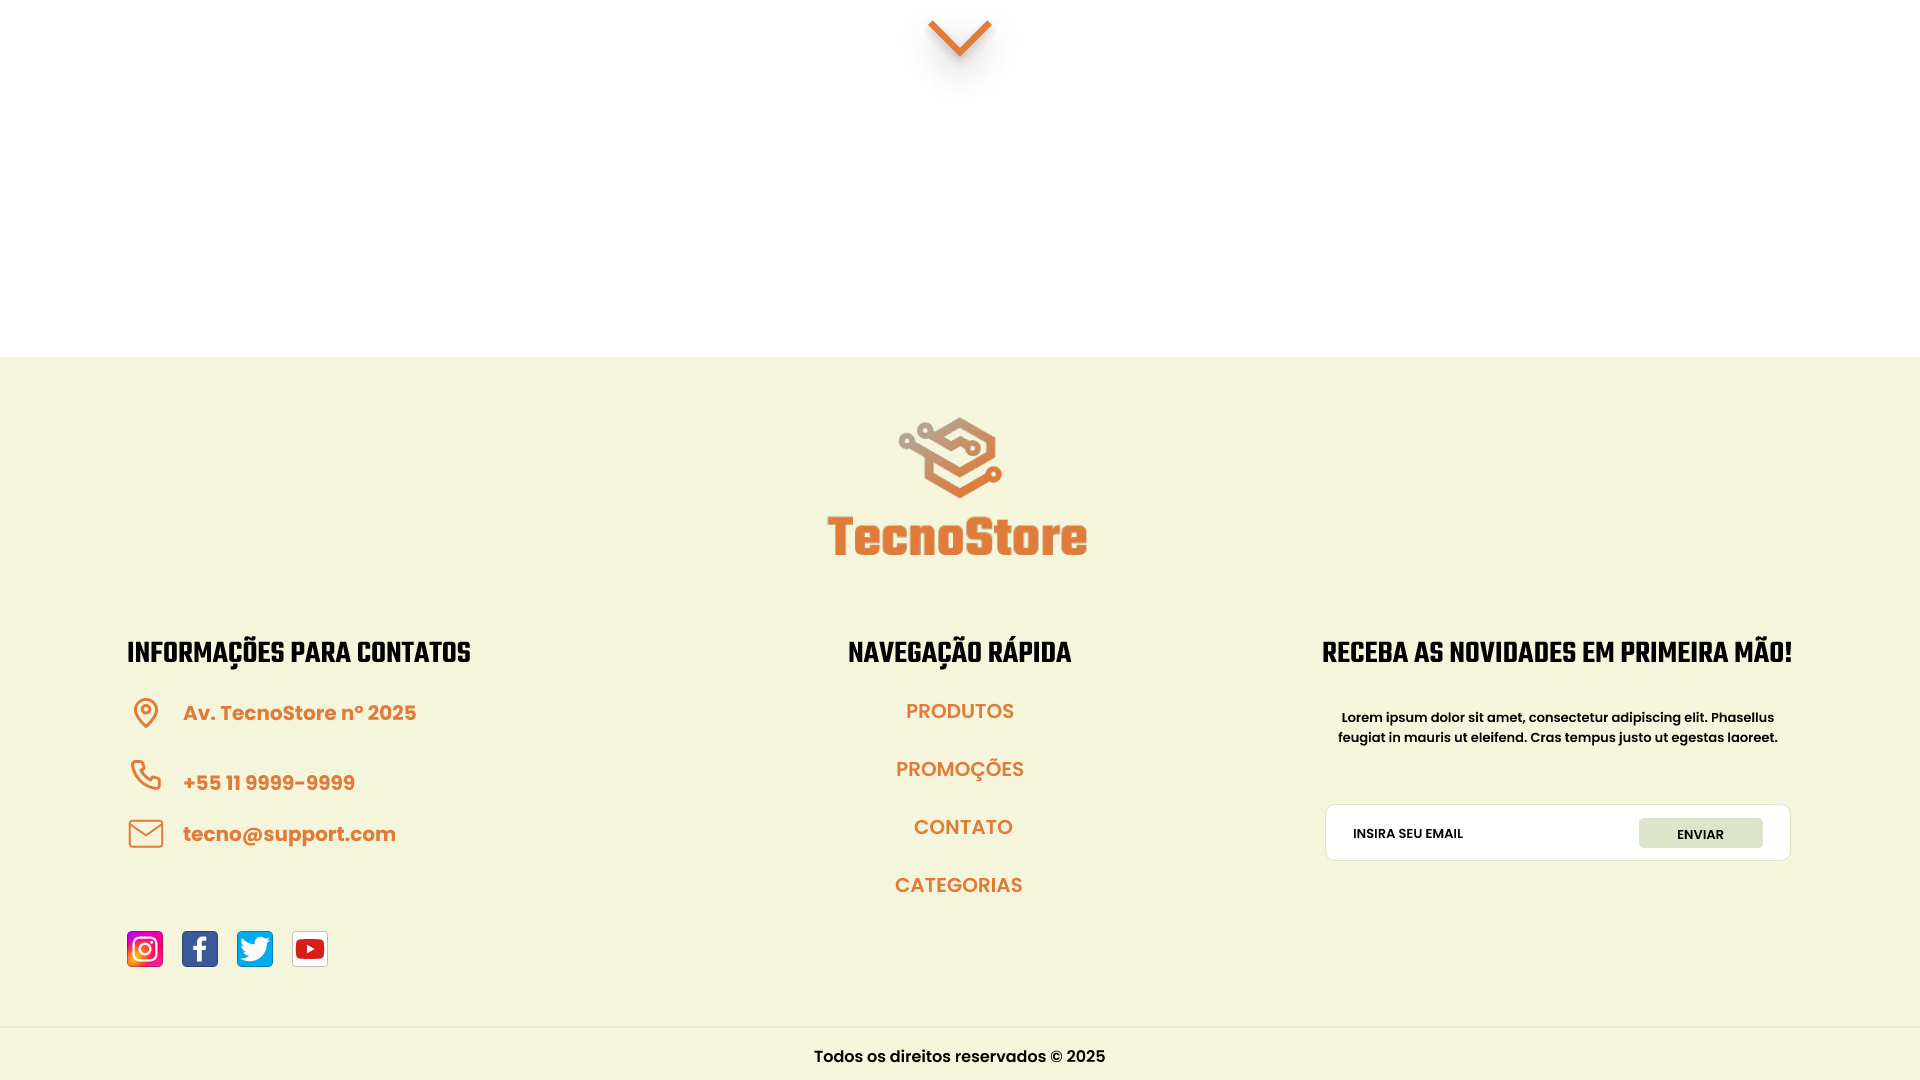 TecnoStore
INFORMAÇÕES PARA CONTATOS
Av. TecnoStore nº 2025
+55 11 9999-9999
tecno@support.com
NAVEGAÇÃO RÁPIDA
PRODUTOS
PROMOÇÕES
CONTATO
CATEGORIAS
RECEBA AS NOVIDADES EM PRIMEIRA MÃO!
Lorem ipsum dolor sit amet, consectetur adipiscing elit. Phasellus
feugiat in mauris ut eleifend. Cras tempus justo ut egestas laoreet.
INSIRA SEU EMAIL
ENVIAR
Todos os direitos reservados © 2025